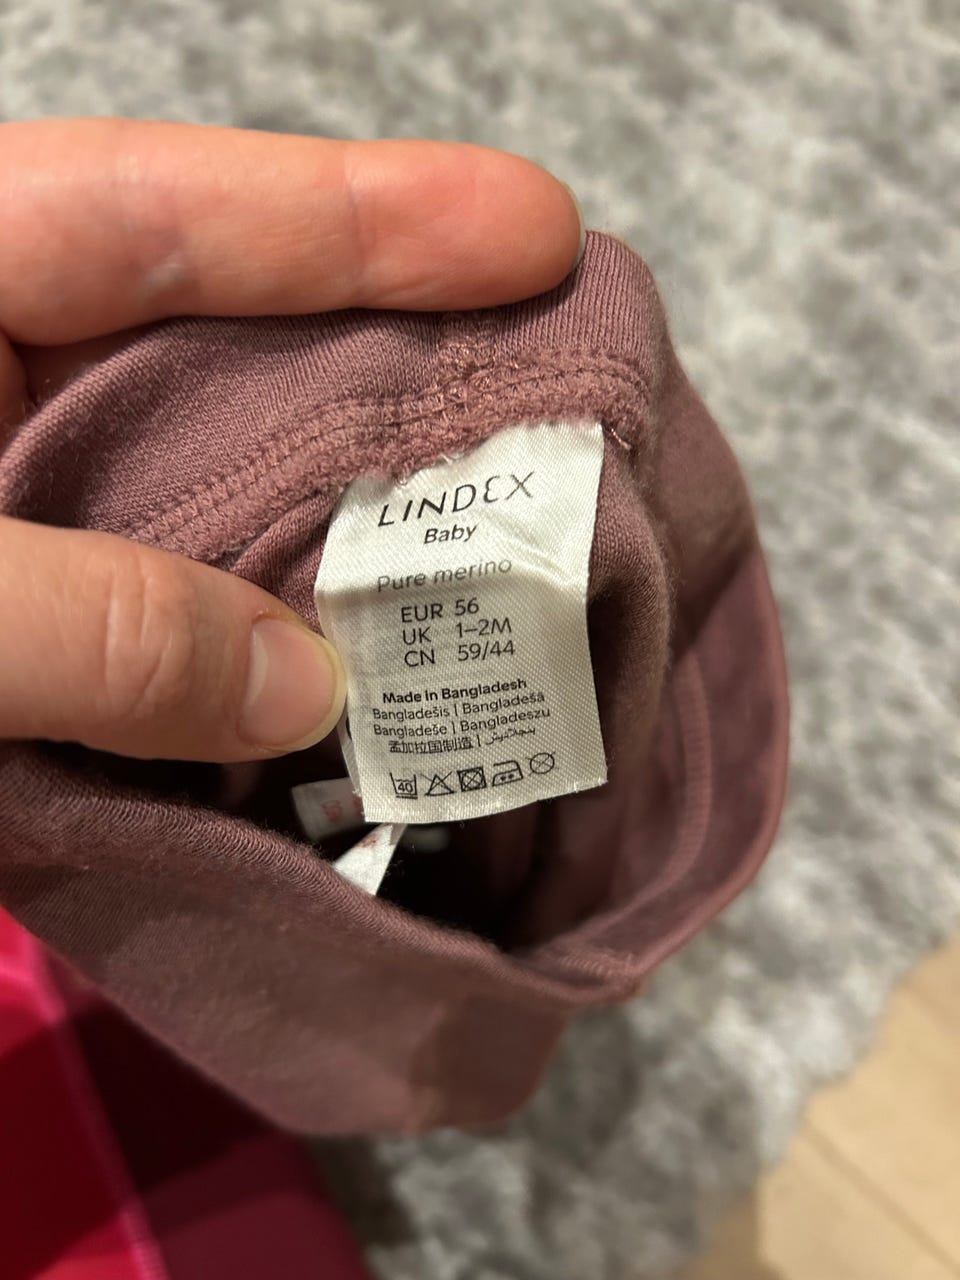 LINDEX
Baby
Pure merino
EUR 56
UK 1–2M
CN 59/44
Made in Bangladesh
Bangladešis | Bangladešā
Bangladeše | Bangladeszu
孟加拉国制造 | بنجلاديش
40